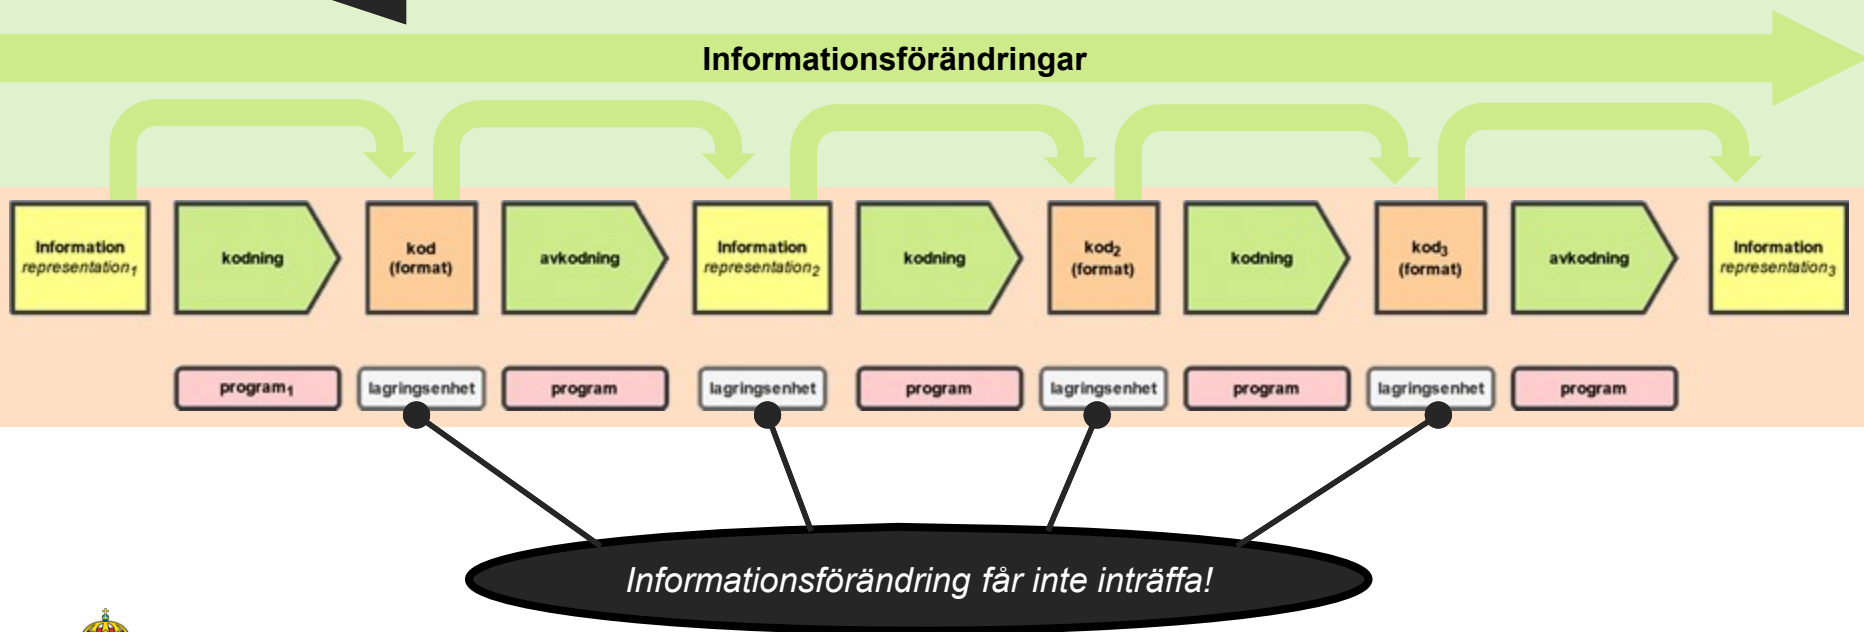 Informationsförändringar
Information
representation₁
kodning
kod
(format)
avkodning
Information
representation₂
kodning
kod₂
(format)
kodning
kod₃
(format)
avkodning
Information
representation₃
program₁
lagringsenhet
program
lagringsenhet
program
lagringsenhet
program
lagringsenhet
program
Informationsförändring får inte inträffa!